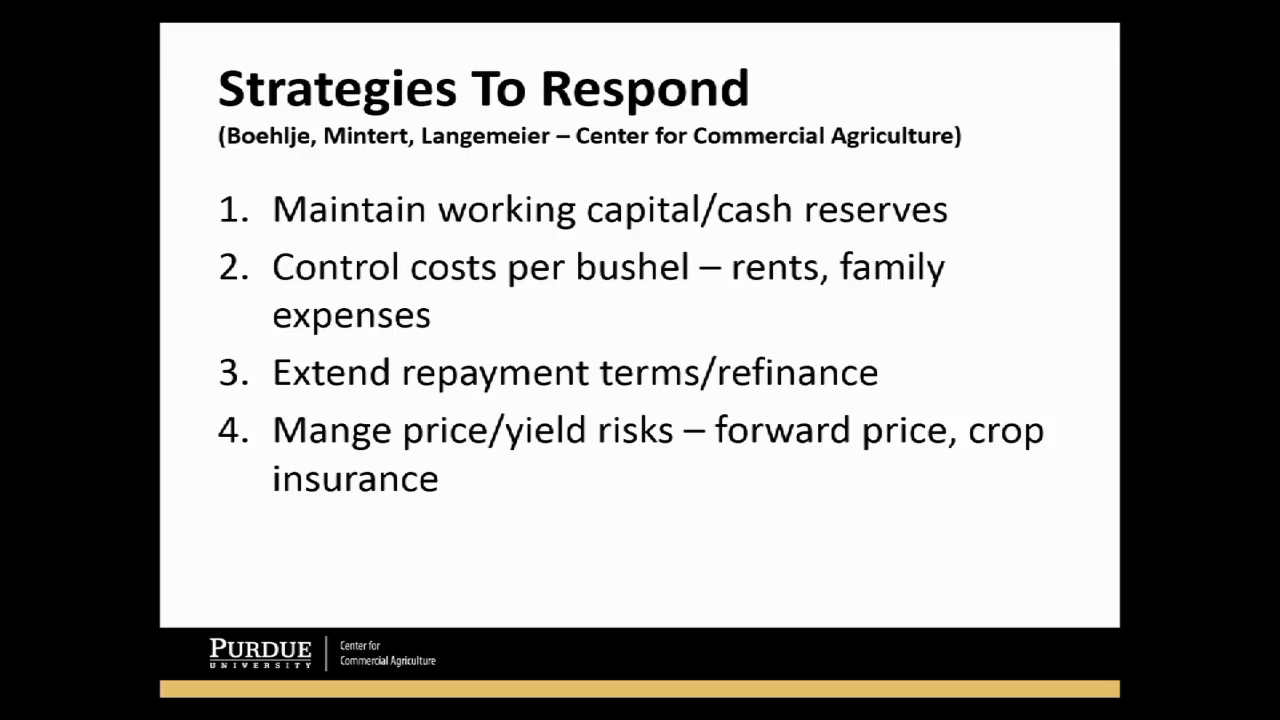 Strategies To Respond
(Boehlje, Mintert, Langemeier – Center for Commercial Agriculture)
1. Maintain working capital/cash reserves
2. Control costs per bushel – rents, family
expenses
3. Extend repayment terms/refinance
4. Mange price/yield risks – forward price, crop
insurance
PURDUE
UNIVERSITY
Center for
Commercial Agriculture